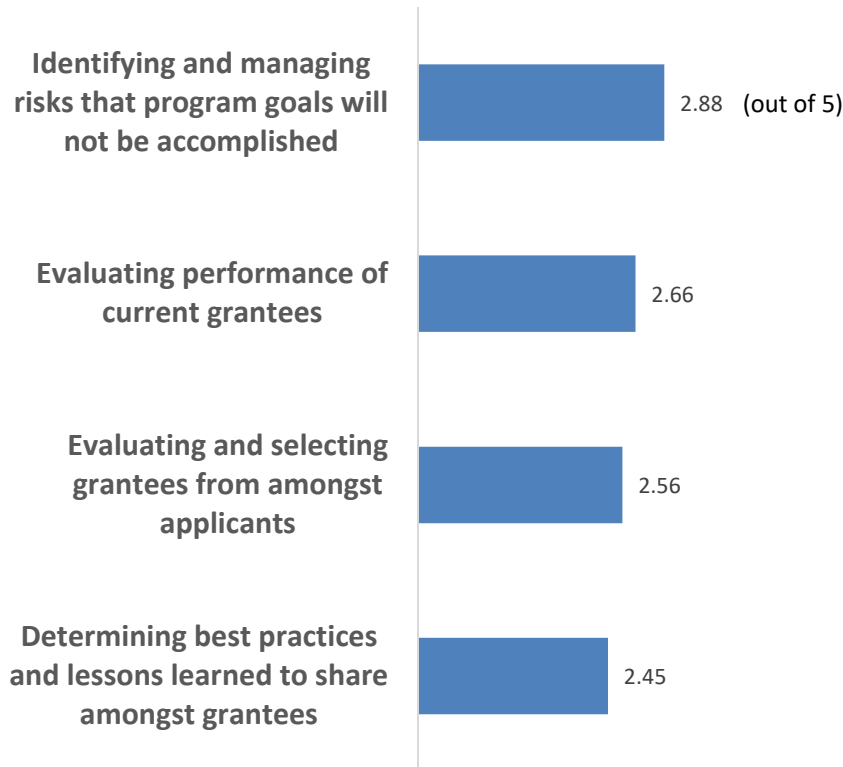 Identifying and managing
risks that program goals will
not be accomplished
2.88 (out of 5)
Evaluating performance of
current grantees
2.66
Evaluating and selecting
grantees from amongst
applicants
2.56
Determining best practices
and lessons learned to share
amongst grantees
2.45